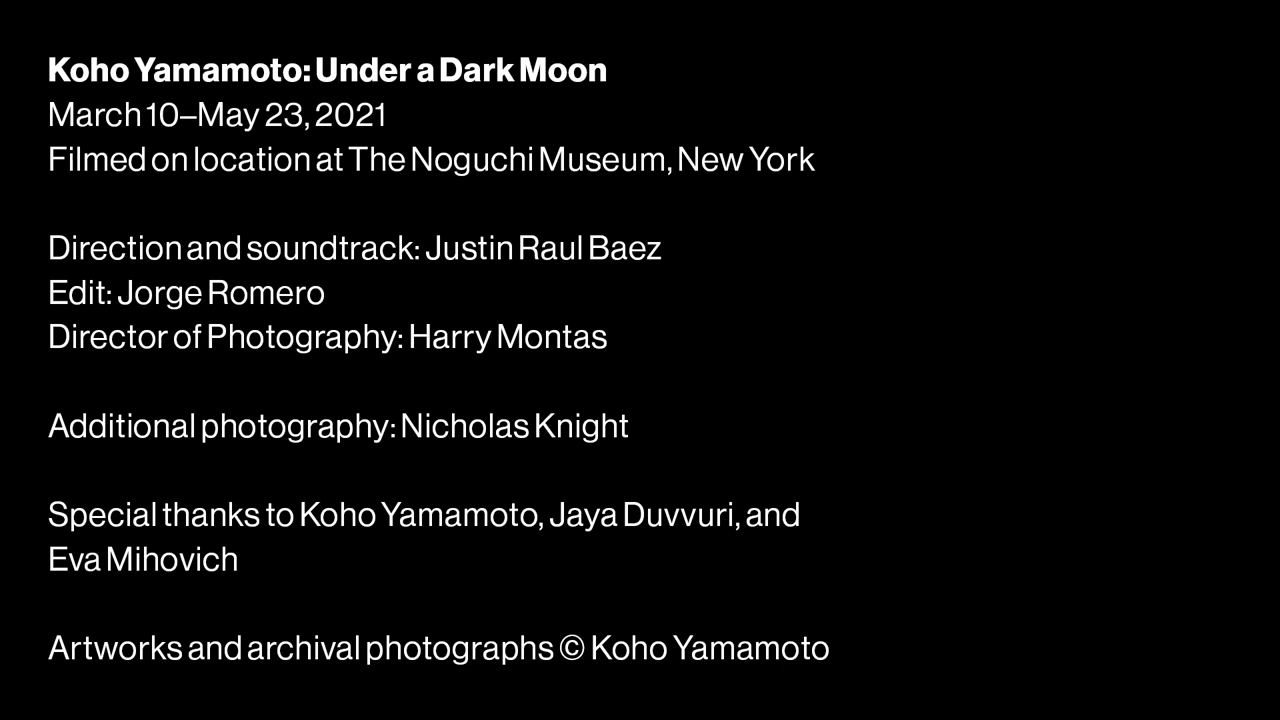 Koho Yamamoto: Under a Dark Moon
March 10–May 23, 2021
Filmed on location at The Noguchi Museum, New York
Direction and soundtrack: Justin Raul Baez
Edit: Jorge Romero
Director of Photography: Harry Montas
Additional photography: Nicholas Knight
Special thanks to Koho Yamamoto, Jaya Duvvuri, and
Eva Mihovich
Artworks and archival photographs © Koho Yamamoto